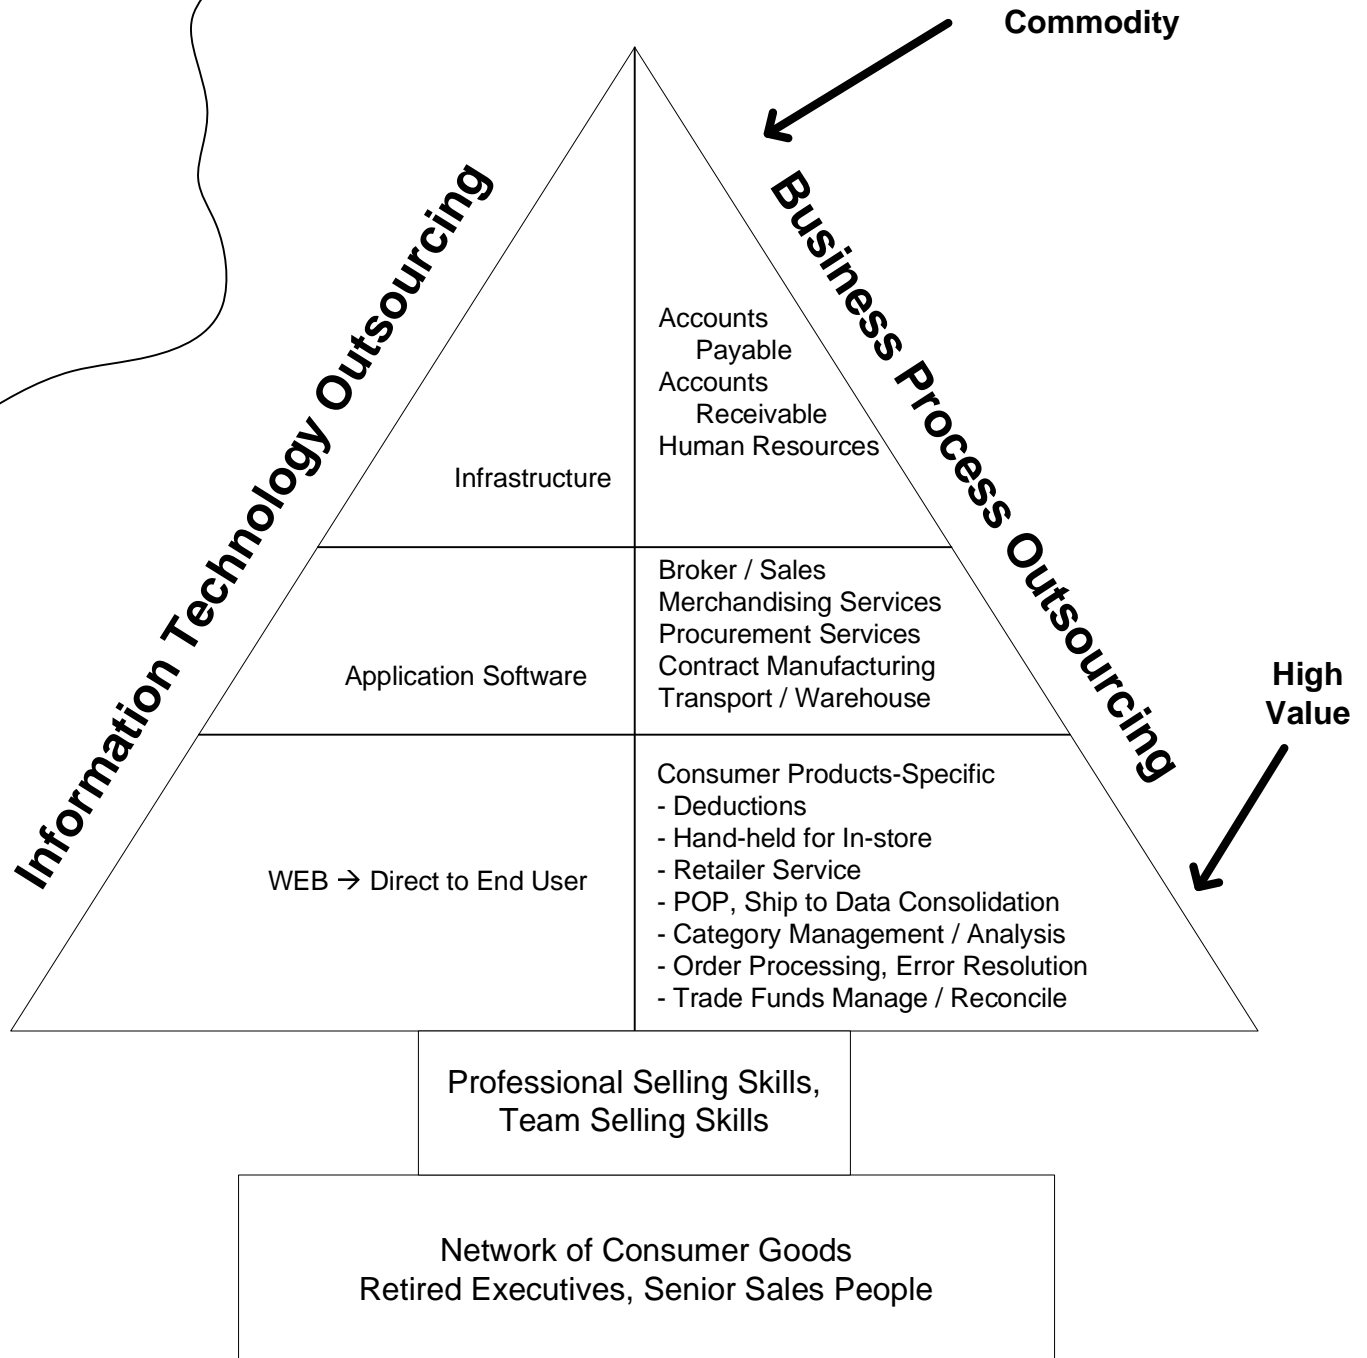 Commodity
Information Technology Outsourcing
Business Process Outsourcing
Accounts
Payable
Accounts
Receivable
Human Resources
Infrastructure
Broker / Sales
Merchandising Services
Procurement Services
Contract Manufacturing
Transport / Warehouse
Application Software
High
Value
Consumer Products-Specific
- Deductions
- Hand-held for In-store
- Retailer Service
- POP, Ship to Data Consolidation
- Category Management / Analysis
- Order Processing, Error Resolution
- Trade Funds Manage / Reconcile
WEB → Direct to End User
Professional Selling Skills,
Team Selling Skills
Network of Consumer Goods
Retired Executives, Senior Sales People